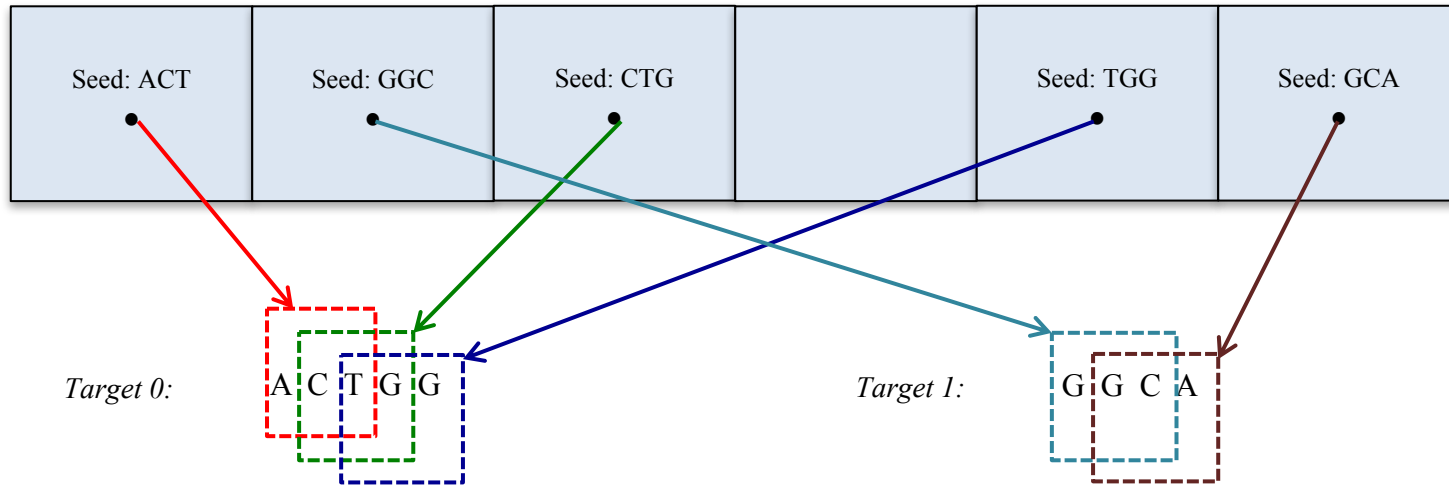 Seed: ACT Seed: GGC Seed: CTG Seed: TGG Seed: GCA
Target 0: A C T G G Target 1: G G C A